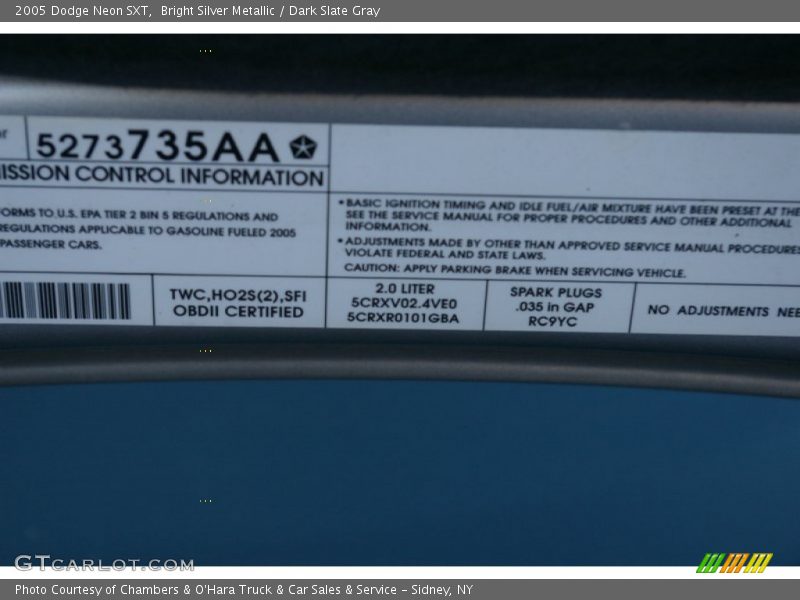 2005 Dodge Neon SXT,  Bright Silver Metallic / Dark Slate Gray
5273735AA
ISSION CONTROL INFORMATION
FORMS TO U.S. EPA TIER 2 BIN 5 REGULATIONS AND
REGULATIONS APPLICABLE TO GASOLINE FUELED 2005
PASSENGER CARS.
• BASIC IGNITION TIMING AND IDLE FUEL/AIR MIXTURE HAVE BEEN PRESET AT THE
SEE THE SERVICE MANUAL FOR PROPER PROCEDURES AND OTHER ADDITIONAL
INFORMATION.
• ADJUSTMENTS MADE BY OTHER THAN APPROVED SERVICE MANUAL PROCEDURES
VIOLATE FEDERAL AND STATE LAWS.
CAUTION: APPLY PARKING BRAKE WHEN SERVICING VEHICLE.
TWC,HO2S(2),SFI
OBDII CERTIFIED
2.0 LITER
5CRXV02.4VE0
5CRXR0101GBA
SPARK PLUGS
.035 in GAP
RC9YC
NO ADJUSTMENTS NEE
GTCARLOT.COM
Photo Courtesy of Chambers & O'Hara Truck & Car Sales & Service - Sidney, NY